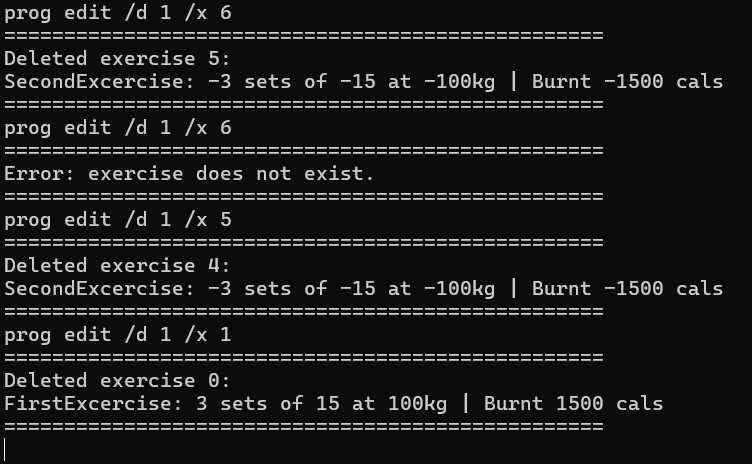 prog edit /d 1 /x 6
==================================================
Deleted exercise 5:
SecondExcercise: -3 sets of -15 at -100kg | Burnt -1500 cals
==================================================
prog edit /d 1 /x 6
==================================================
Error: exercise does not exist.
==================================================
prog edit /d 1 /x 5
==================================================
Deleted exercise 4:
SecondExcercise: -3 sets of -15 at -100kg | Burnt -1500 cals
==================================================
prog edit /d 1 /x 1
==================================================
Deleted exercise 0:
FirstExcercise: 3 sets of 15 at 100kg | Burnt 1500 cals
==================================================